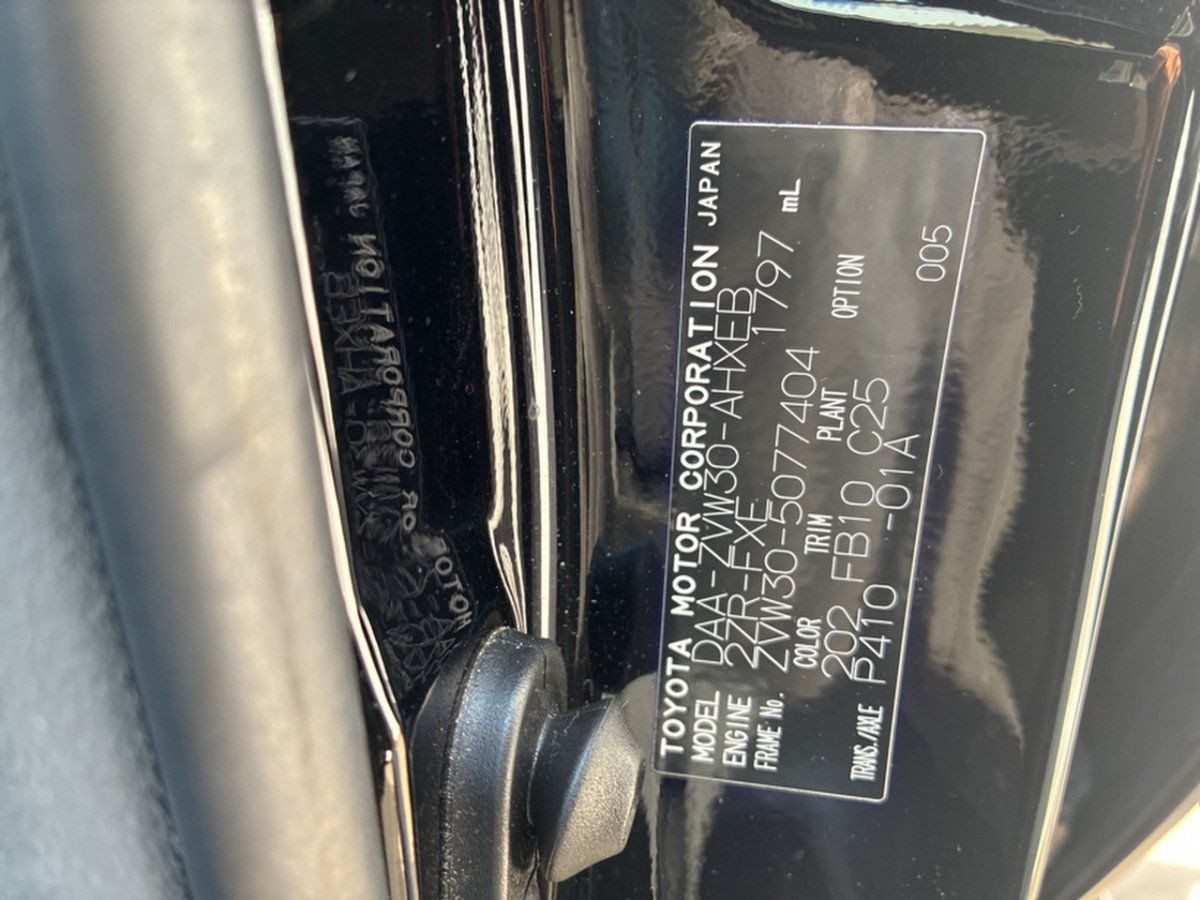 TOYOTA MOTOR CORPORATION JAPAN
MODEL DAA-ZVW30-AHXEB
ENGINE 2ZR-FXE 1797 mL
FRAME No. ZVW30-5077404
COLOR TRIM PLANT OPTION
202 FB10 C25
TRANS./AXLE P410 -01A 005